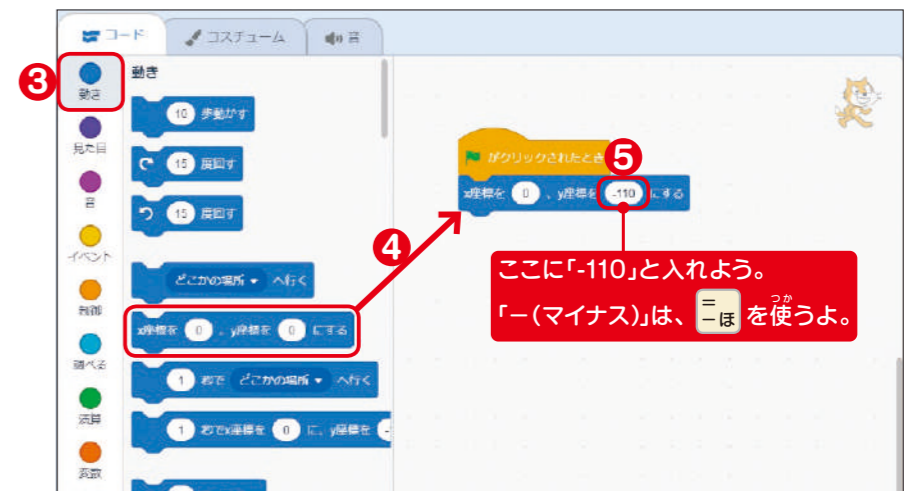 コード
コスチューム
音
❸
動き
見た目
音
イベント
制御
調べる
演算
変数
動き
10 歩動かす
15 度回す
15 度回す
どこかの場所 へ行く
❹
x座標を 0 、y座標を 0 にする
1 秒で どこかの場所 へ行く
1 秒でx座標を 0 に、y座標を
がクリックされたとき
❺
x座標を 0 、y座標を -110 にする
ここに「-110」と入れよう。
「−(マイナス)」は、 = − ほ を使うよ。
つか